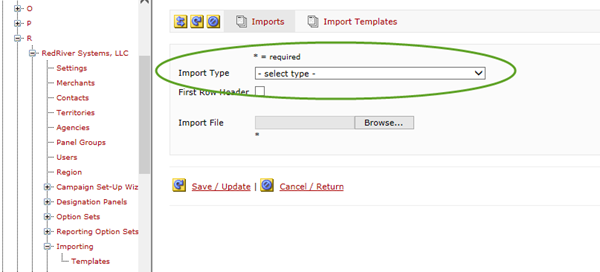 O
P
R
RedRiver Systems, LLC
Settings
Merchants
Contacts
Territories
Agencies
Panel Groups
Users
Region
Campaign Set-Up Wiz
Designation Panels
Option Sets
Reporting Option Sets
Importing
Templates
Imports Import Templates
* = required
Import Type - select type -
First Row Header
Import File Browse...
*
Save / Update | Cancel / Return